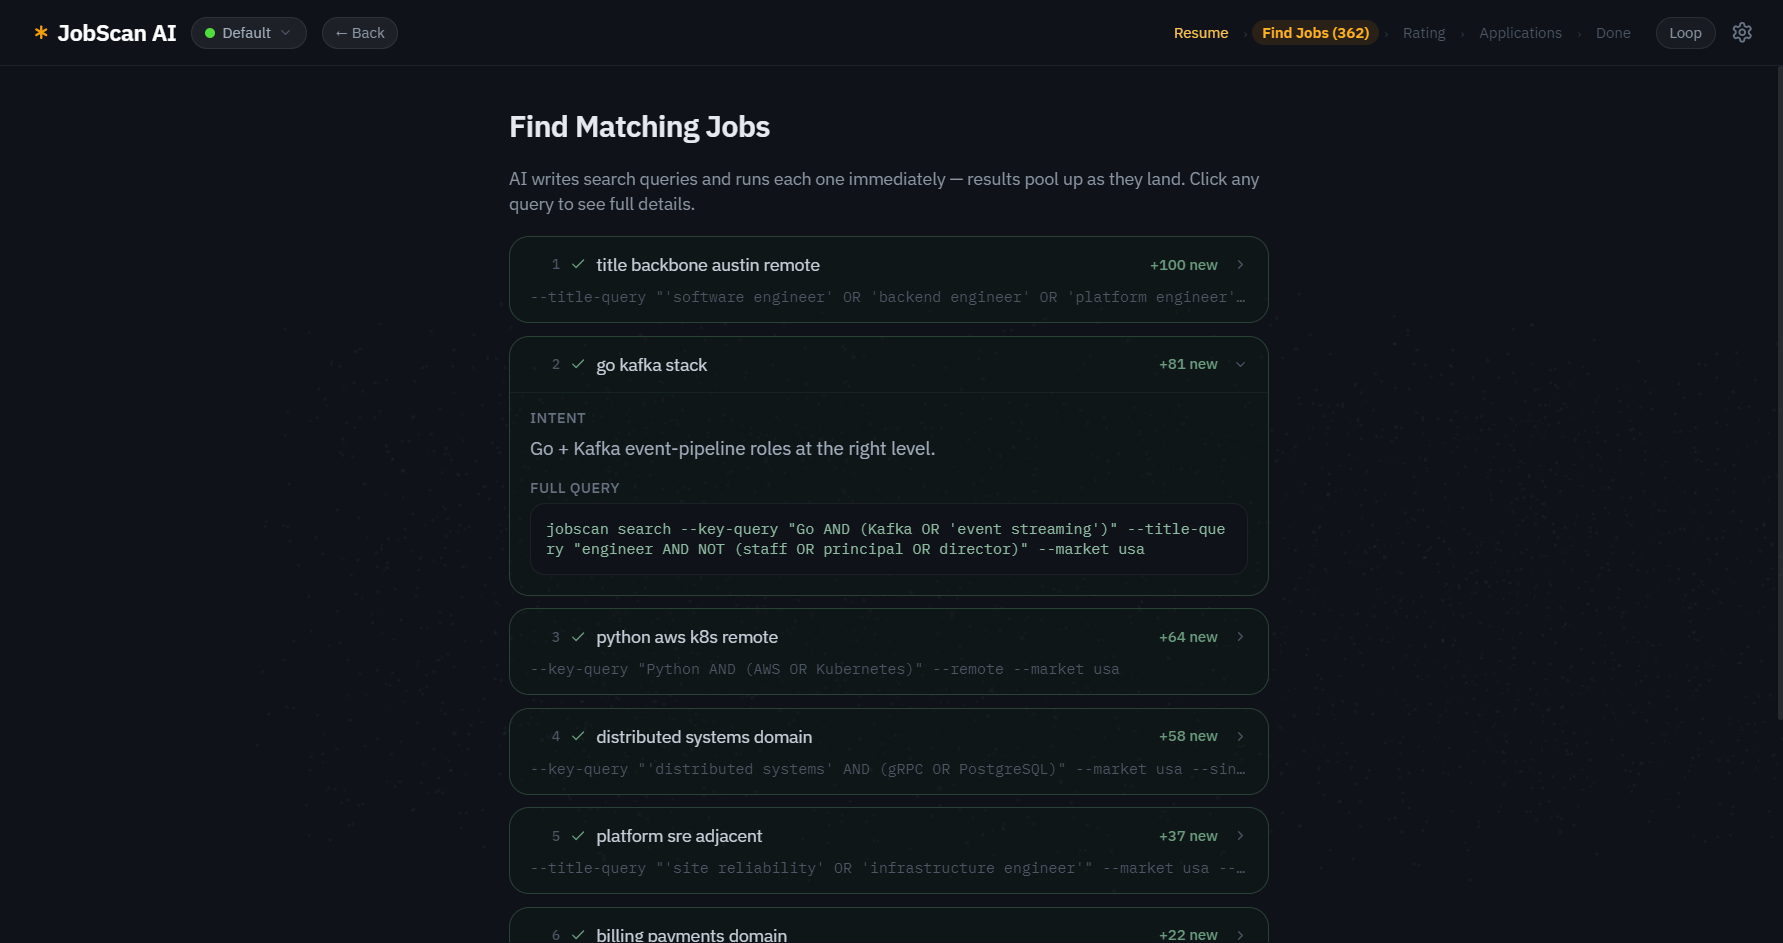 * JobScan AI
Default
← Back
Resume › Find Jobs (362) › Rating › Applications › Done
Loop
Find Matching Jobs
AI writes search queries and runs each one immediately — results pool up as they land. Click any
query to see full details.
1 ✓ title backbone austin remote +100 new
--title-query "'software engineer' OR 'backend engineer' OR 'platform engineer'…
2 ✓ go kafka stack +81 new
INTENT
Go + Kafka event-pipeline roles at the right level.
FULL QUERY
jobscan search --key-query "Go AND (Kafka OR 'event streaming')" --title-que
ry "engineer AND NOT (staff OR principal OR director)" --market usa
3 ✓ python aws k8s remote +64 new
--key-query "Python AND (AWS OR Kubernetes)" --remote --market usa
4 ✓ distributed systems domain +58 new
--key-query "'distributed systems' AND (gRPC OR PostgreSQL)" --market usa --sin…
5 ✓ platform sre adjacent +37 new
--title-query "'site reliability' OR 'infrastructure engineer'" --market usa --…
6 ✓ billing payments domain +22 new